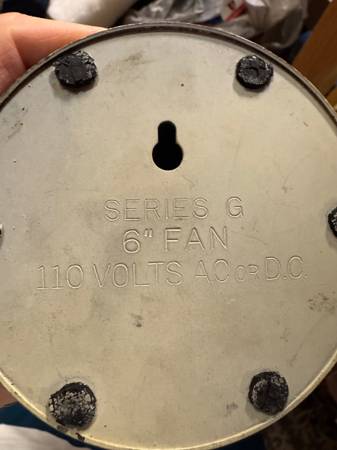 SERIES G
6" FAN
110 VOLTS AC OR D.C.